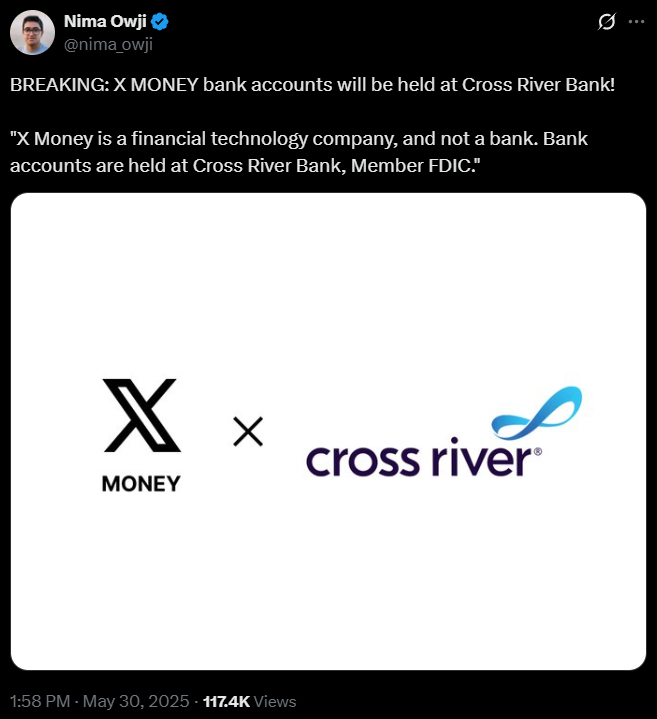 Nima Owji
@nima_owji
BREAKING: X MONEY bank accounts will be held at Cross River Bank!
"X Money is a financial technology company, and not a bank. Bank
accounts are held at Cross River Bank, Member FDIC."
X
MONEY
×
cross river®
1:58 PM · May 30, 2025 · 117.4K Views